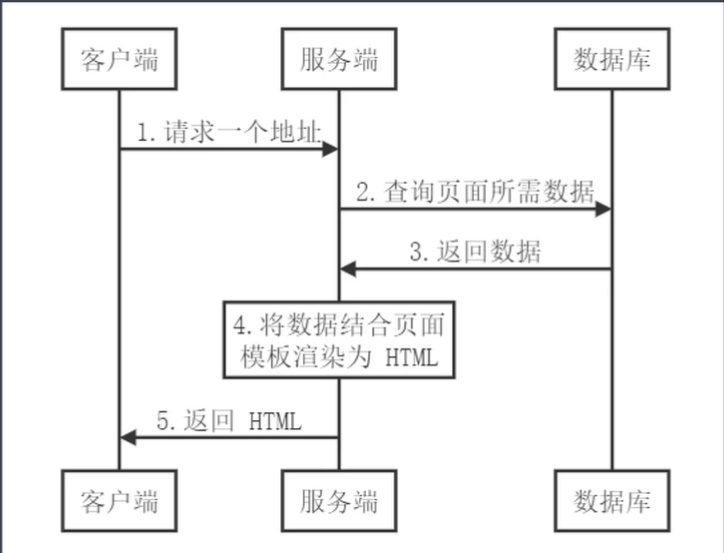 客户端
服务端
数据库
1.请求一个地址
2.查询页面所需数据
3.返回数据
4.将数据结合页面
模板渲染为 HTML
5.返回 HTML
客户端
服务端
数据库